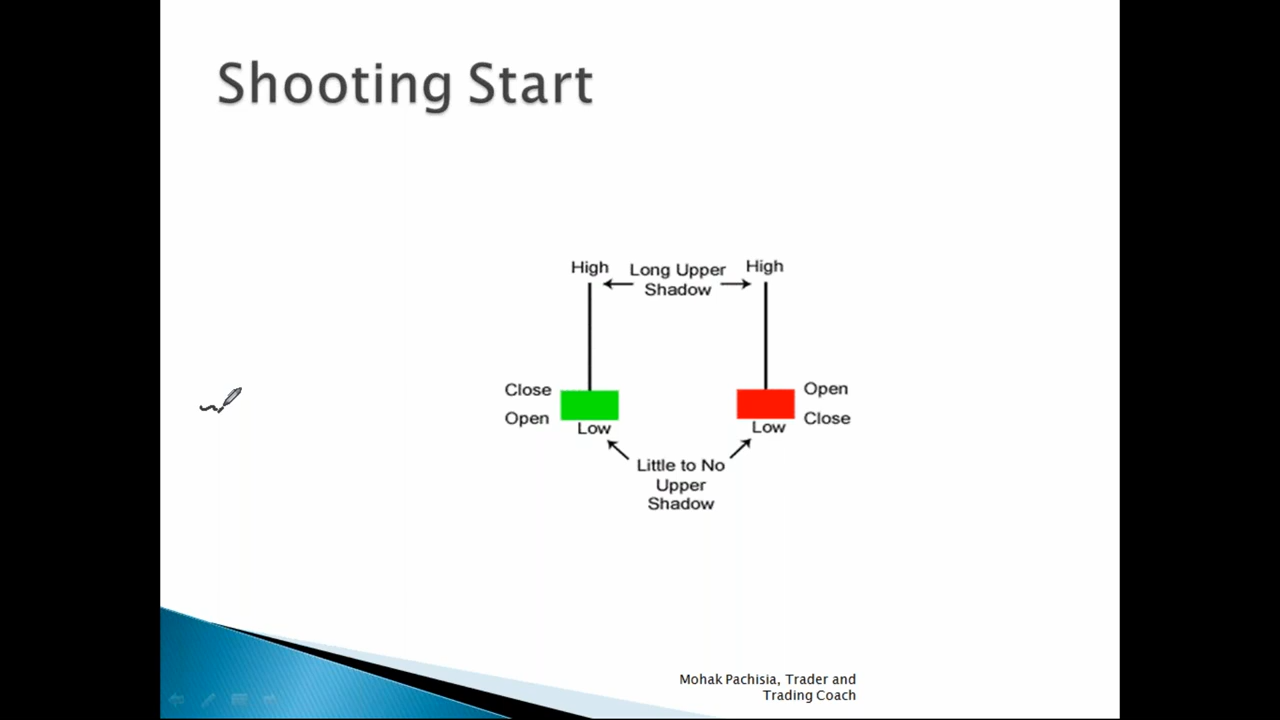 Shooting Start
High
Long Upper
Shadow
High
Close
Open
Low
Open
Close
Low
Little to No
Upper
Shadow
Mohak Pachisia, Trader and
Trading Coach